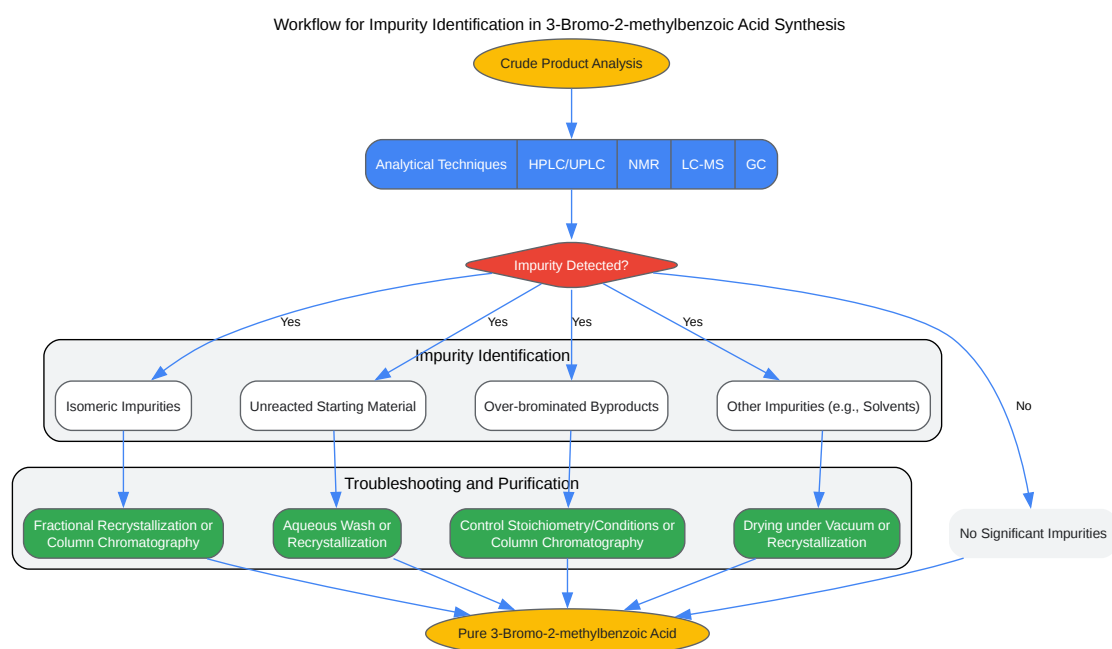 Workflow for Impurity Identification in 3-Bromo-2-methylbenzoic Acid Synthesis
Crude Product Analysis
Analytical Techniques HPLC/UPLC NMR LC-MS GC
Impurity Detected?
Yes Yes Yes Yes
Impurity Identification
Isomeric Impurities Unreacted Starting Material Over-brominated Byproducts Other Impurities (e.g., Solvents) No
Troubleshooting and Purification
Fractional Recrystallization or
Column Chromatography
Aqueous Wash or
Recrystallization
Control Stoichiometry/Conditions or
Column Chromatography
Drying under Vacuum or
Recrystallization
No Significant Impurities
Pure 3-Bromo-2-methylbenzoic Acid